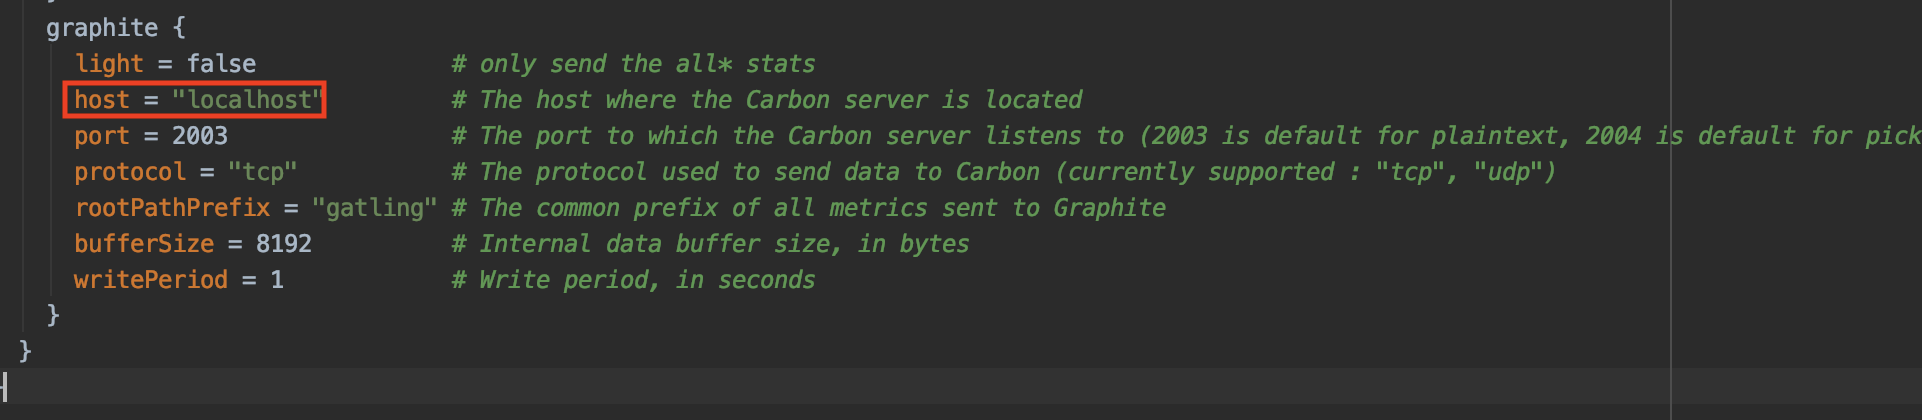 graphite {
light = false # only send the all* stats
host = "localhost" # The host where the Carbon server is located
port = 2003 # The port to which the Carbon server listens to (2003 is default for plaintext, 2004 is default for pick
protocol = "tcp" # The protocol used to send data to Carbon (currently supported : "tcp", "udp")
rootPathPrefix = "gatling" # The common prefix of all metrics sent to Graphite
bufferSize = 8192 # Internal data buffer size, in bytes
writePeriod = 1 # Write period, in seconds
}
}